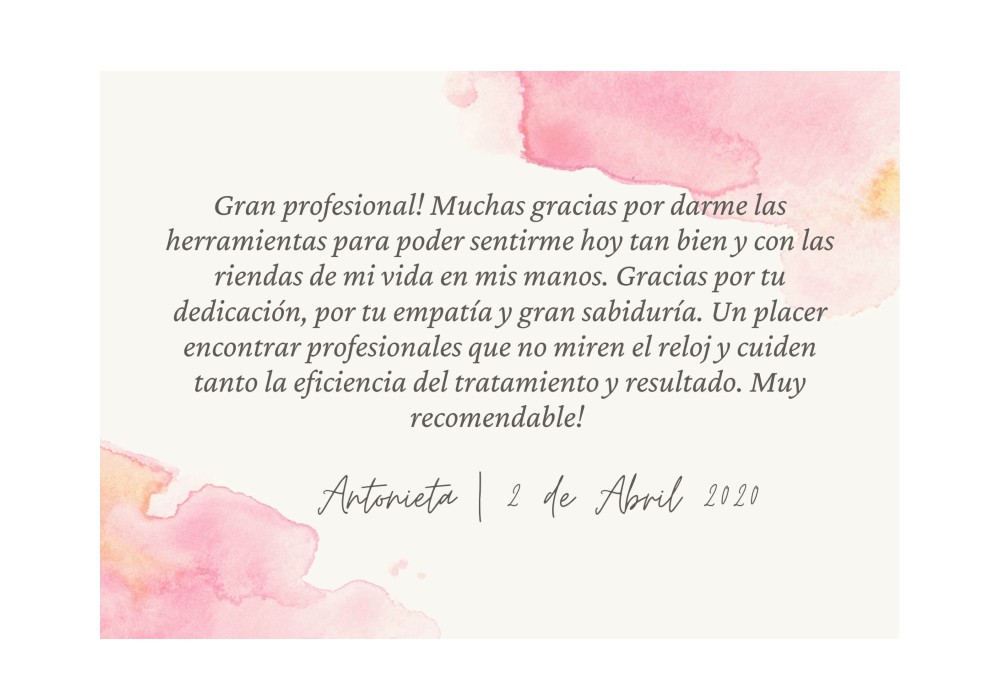 Gran profesional! Muchas gracias por darme las
herramientas para poder sentirme hoy tan bien y con las
riendas de mi vida en mis manos. Gracias por tu
dedicación, por tu empatía y gran sabiduría. Un placer
encontrar profesionales que no miren el reloj y cuiden
tanto la eficiencia del tratamiento y resultado. Muy
recomendable!
Antonieta | 2 de Abril 2020